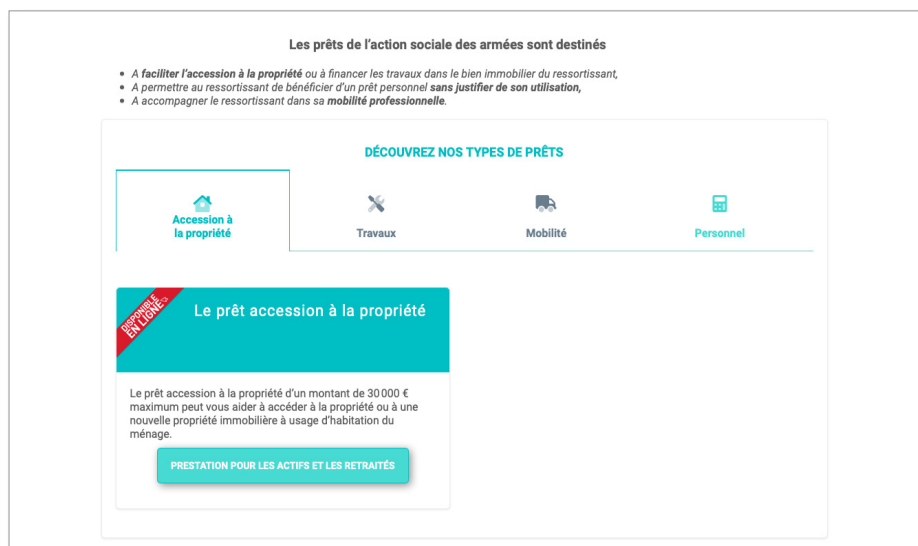 Les prêts de l'action sociale des armées sont destinés
• A faciliter l'accession à la propriété ou à financer les travaux dans le bien immobilier du ressortissant,
• A permettre au ressortissant de bénéficier d'un prêt personnel sans justifier de son utilisation,
• A accompagner le ressortissant dans sa mobilité professionnelle.
DÉCOUVREZ NOS TYPES DE PRÊTS
Accession à
la propriété
Travaux
Mobilité
Personnel
DISPONIBLE
EN LIGNE
Le prêt accession à la propriété
Le prêt accession à la propriété d'un montant de 30 000 €
maximum peut vous aider à accéder à la propriété ou à une
nouvelle propriété immobilière à usage d'habitation du
ménage.
PRESTATION POUR LES ACTIFS ET LES RETRAITÉS